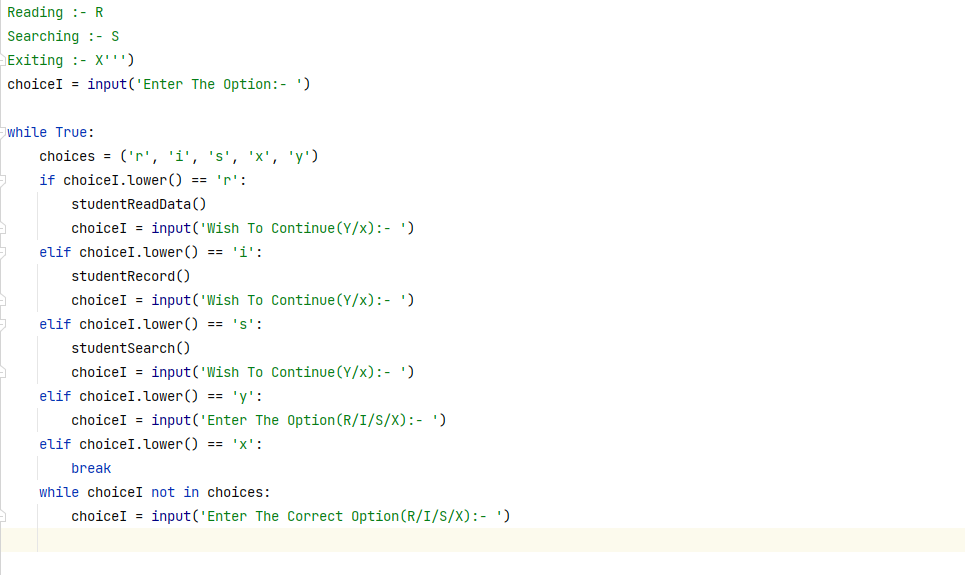 Reading :- R
Searching :- S
Exiting :- X''')
choiceI = input('Enter The Option:- ')
while True:
    choices = ('r', 'i', 's', 'x', 'y')
    if choiceI.lower() == 'r':
        studentReadData()
        choiceI = input('Wish To Continue(Y/x):- ')
    elif choiceI.lower() == 'i':
        studentRecord()
        choiceI = input('Wish To Continue(Y/x):- ')
    elif choiceI.lower() == 's':
        studentSearch()
        choiceI = input('Wish To Continue(Y/x):- ')
    elif choiceI.lower() == 'y':
        choiceI = input('Enter The Option(R/I/S/X):- ')
    elif choiceI.lower() == 'x':
        break
    while choiceI not in choices:
        choiceI = input('Enter The Correct Option(R/I/S/X):- ')